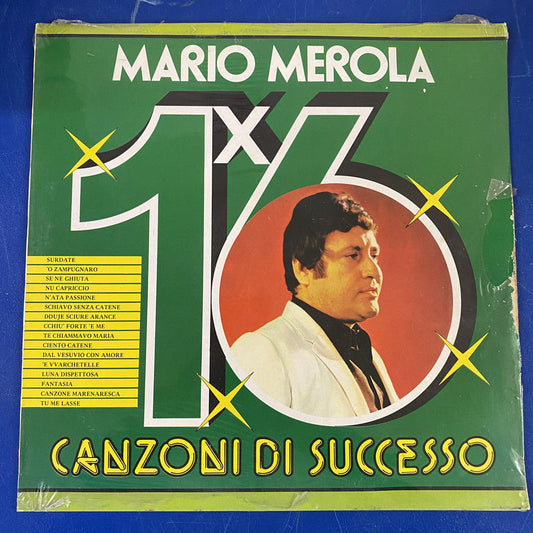 MARIO MEROLA
1X6
SURDATE
'O ZAMPUGNARO
SE NE GHIUTA
NU CAPRICCIO
N'ATA PASSIONE
SCHIAVO SENZA CATENE
DDUJE SCIURE ARANCE
CCHIU' FORTE 'E ME
TE CHIAMMAVO MARIA
CIENTO CATENE
DAL VESUVIO CON AMORE
'E VVARCHETELLE
LUNA DISPETTOSA
FANTASIA
CANZONE MARENARESCA
TU ME LASSE
CANZONI DI SUCCESSO